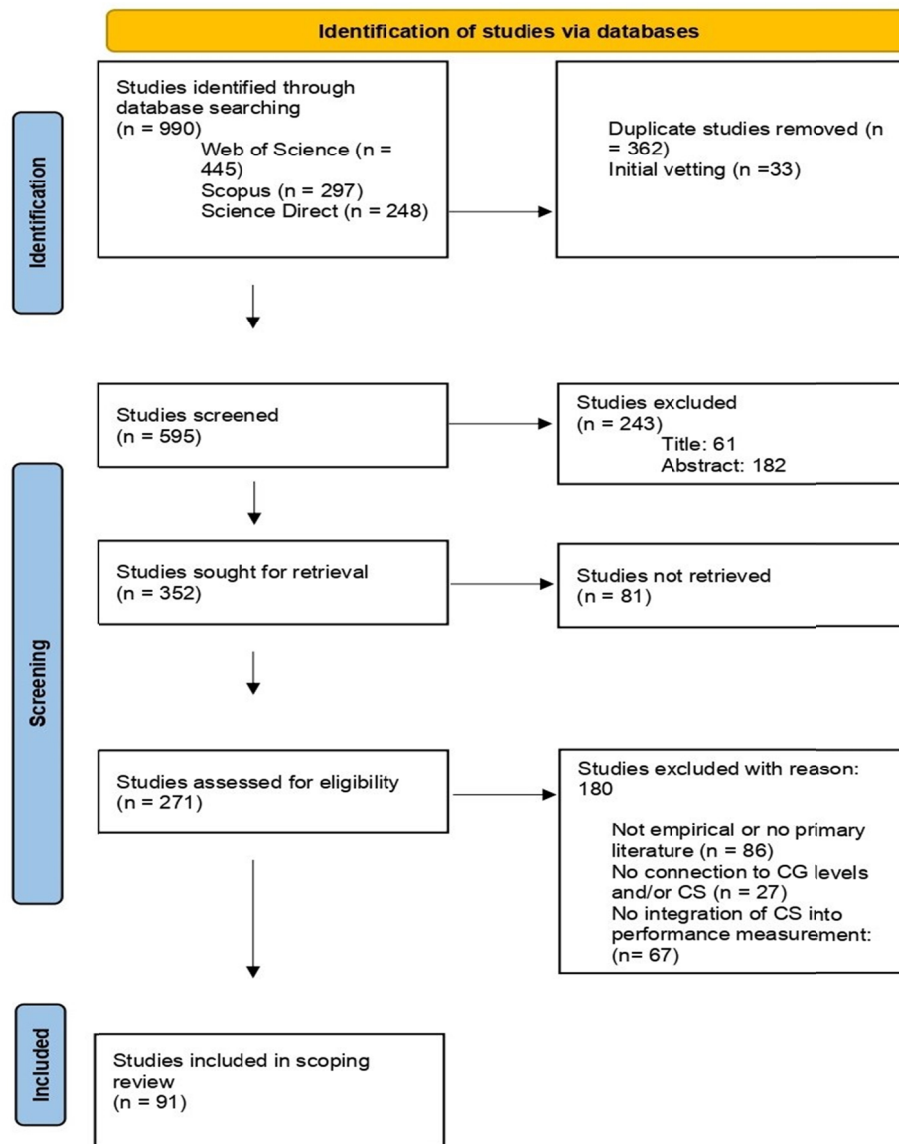 Identification of studies via databases
Identification
Studies identified through
database searching
(n = 990)
Web of Science (n =
445)
Scopus (n = 297)
Science Direct (n = 248)
Duplicate studies removed (n
= 362)
Initial vetting (n =33)
Screening
Studies screened
(n = 595)
Studies excluded
(n = 243)
Title: 61
Abstract: 182
Studies sought for retrieval
(n = 352)
Studies not retrieved
(n = 81)
Studies assessed for eligibility
(n = 271)
Studies excluded with reason:
180
Not empirical or no primary
literature (n = 86)
No connection to CG levels
and/or CS (n = 27)
No integration of CS into
performance measurement:
(n= 67)
Included
Studies included in scoping
review
(n = 91)